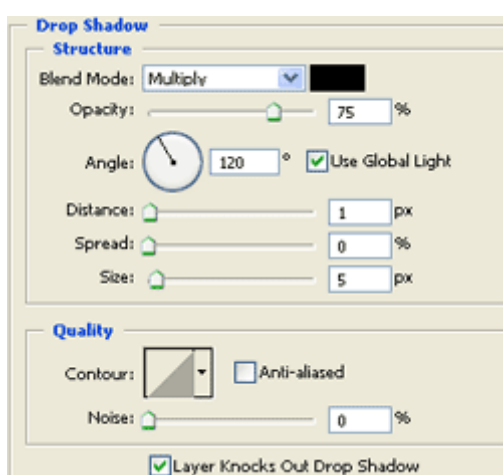 Drop Shadow
Structure
Blend Mode: Multiply
Opacity: 75 %
Angle: 120 ° Use Global Light
Distance: 1 px
Spread: 0 %
Size: 5 px
Quality
Contour: Anti-aliased
Noise: 0 %
Layer Knocks Out Drop Shadow